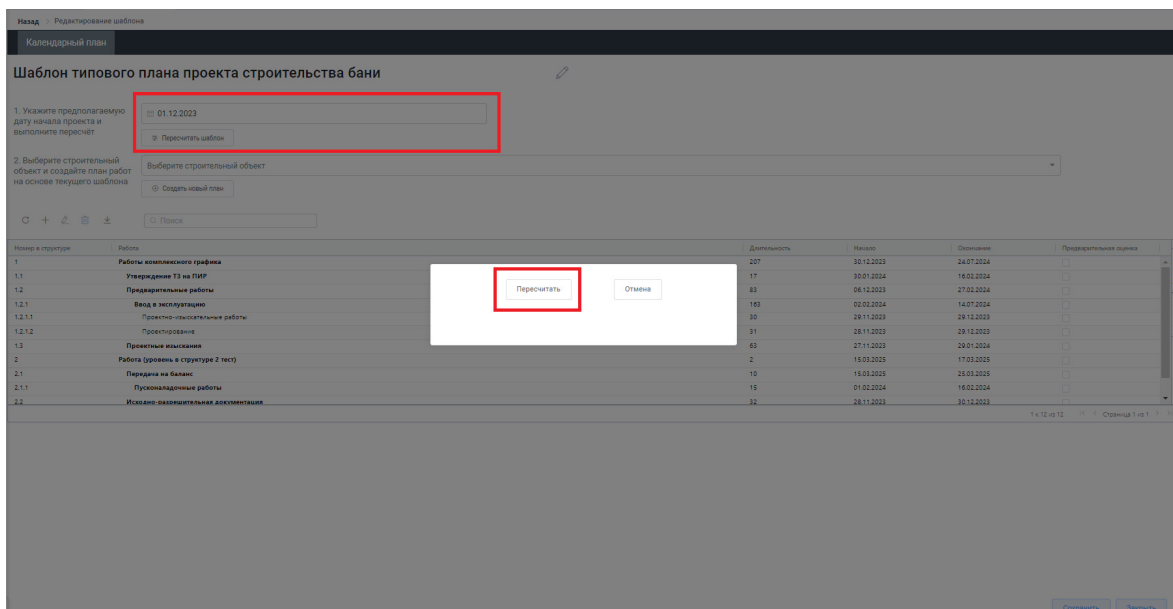 Назад > Редактирование шаблона
Календарный план
Шаблон типового плана проекта строительства бани
1. Укажите предполагаемую
дату начала проекта и
выполните пересчёт
01.12.2023
Пересчитать шаблон
2. Выберите строительный
объект и создайте план работ
на основе текущего шаблона
Выберите строительный объект
Создать новый план
Поиск
Номер в структуре Работа Длительность Начало Окончание Предварительная оценка
1 Работы комплексного графика 207 30.12.2023 24.07.2024
1.1 Утверждение ТЗ на ПИР 17 30.01.2024 16.02.2024
1.2 Предварительные работы 83 06.12.2023 27.02.2024
1.2.1 Ввод в эксплуатацию 163 02.02.2024 14.07.2024
1.2.1.1 Проектно-изыскательные работы 30 29.11.2023 29.12.2023
1.2.1.2 Проектирование 31 28.11.2023 29.12.2023
1.3 Проектные изыскания 63 27.11.2023 29.01.2024
2 Работа (уровень в структуре 2 тест) 2 15.03.2025 17.03.2025
2.1 Передача на баланс 10 15.03.2025 25.03.2025
2.1.1 Пусконаладочные работы 15 01.02.2024 16.02.2024
2.2 Исходно-разрешительная документация 32 28.11.2023 30.12.2023
Пересчитать Отмена
1 к 12 из 12 Страница 1 из 1
Сохранить Закрыть